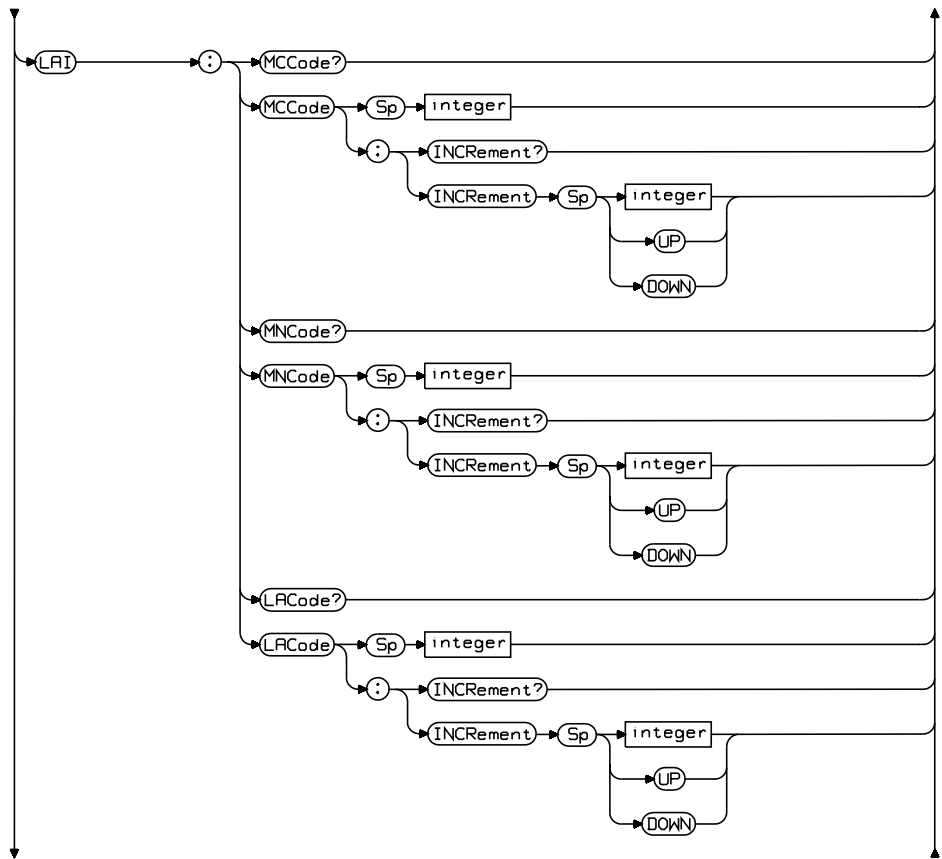 LAI : MCCode?
MCCode Sp integer
: INCRement?
INCRement Sp integer
UP
DOWN
MNCode?
MNCode Sp integer
: INCRement?
INCRement Sp integer
UP
DOWN
LACode?
LACode Sp integer
: INCRement?
INCRement Sp integer
UP
DOWN